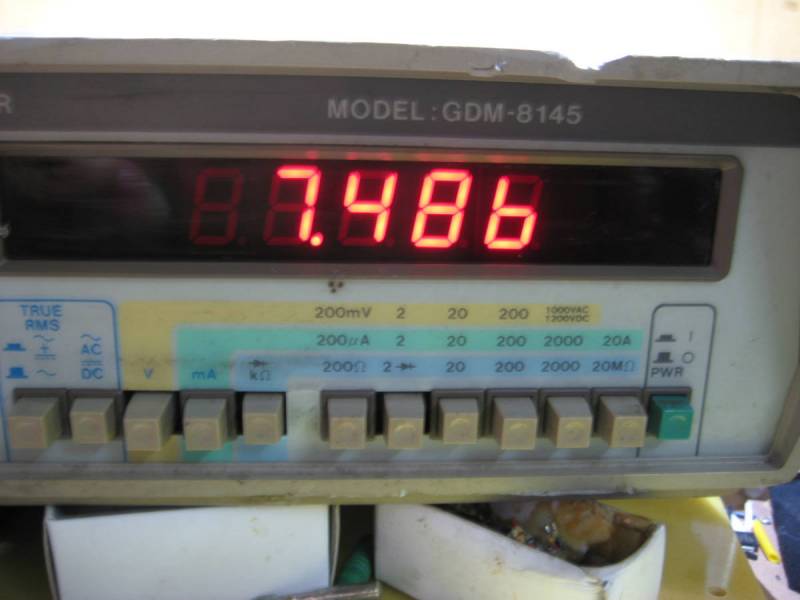 R
MODEL:GDM-8145
7.486
TRUE
RMS
AC
DC
V
mA
kΩ
200mV 2 20 200 1000VAC
1200VDC
200μA 2 20 200 2000 20A
200Ω 2 20 200 2000 20MΩ
I
O
PWR